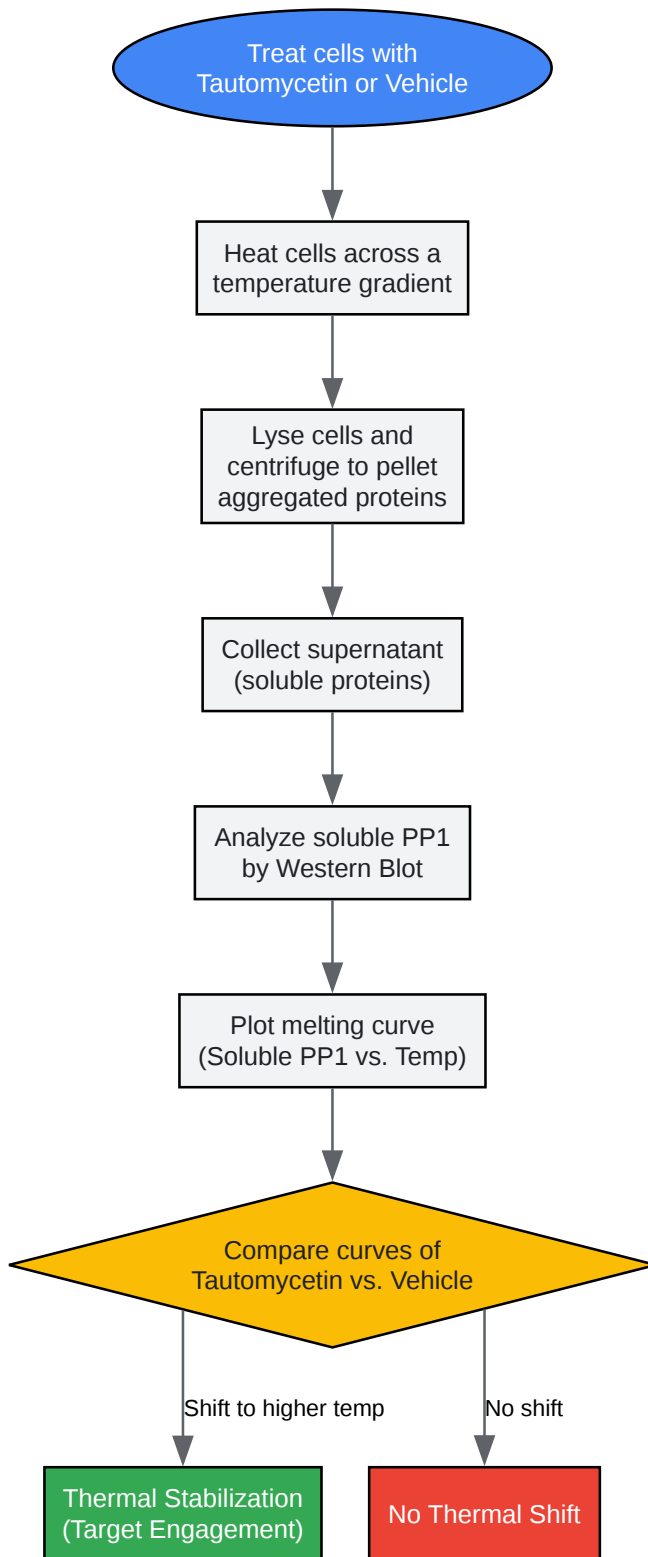 Treat cells with
Tautomycetin or Vehicle
Heat cells across a
temperature gradient
Lyse cells and
centrifuge to pellet
aggregated proteins
Collect supernatant
(soluble proteins)
Analyze soluble PP1
by Western Blot
Plot melting curve
(Soluble PP1 vs. Temp)
Compare curves of
Tautomycetin vs. Vehicle
Shift to higher temp
No shift
Thermal Stabilization
(Target Engagement)
No Thermal Shift